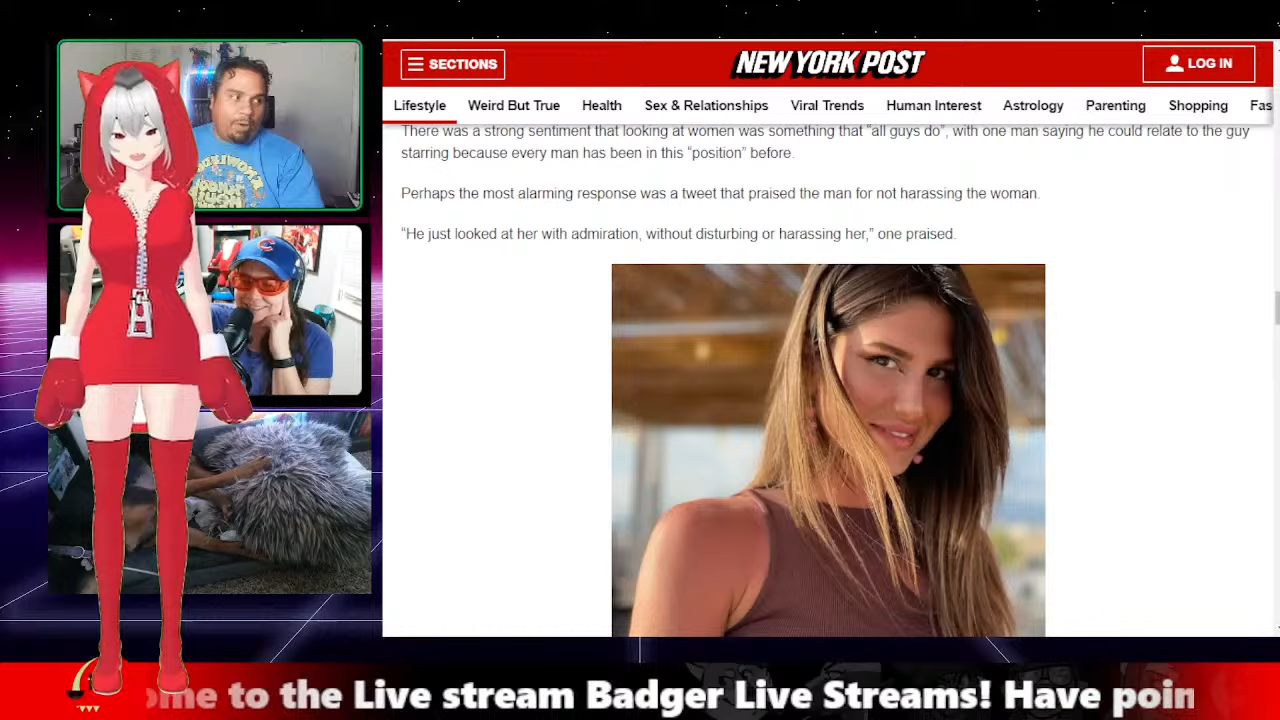 SECTIONS
NEW YORK POST
LOG IN
Lifestyle Weird But True Health Sex & Relationships Viral Trends Human Interest Astrology Parenting Shopping Fas
There was a strong sentiment that looking at women was something that "all guys do", with one man saying he could relate to the guy
starring because every man has been in this “position” before.
Perhaps the most alarming response was a tweet that praised the man for not harassing the woman.
“He just looked at her with admiration, without disturbing or harassing her,” one praised.
ome to the Live stream Badger Live Streams! Have poin